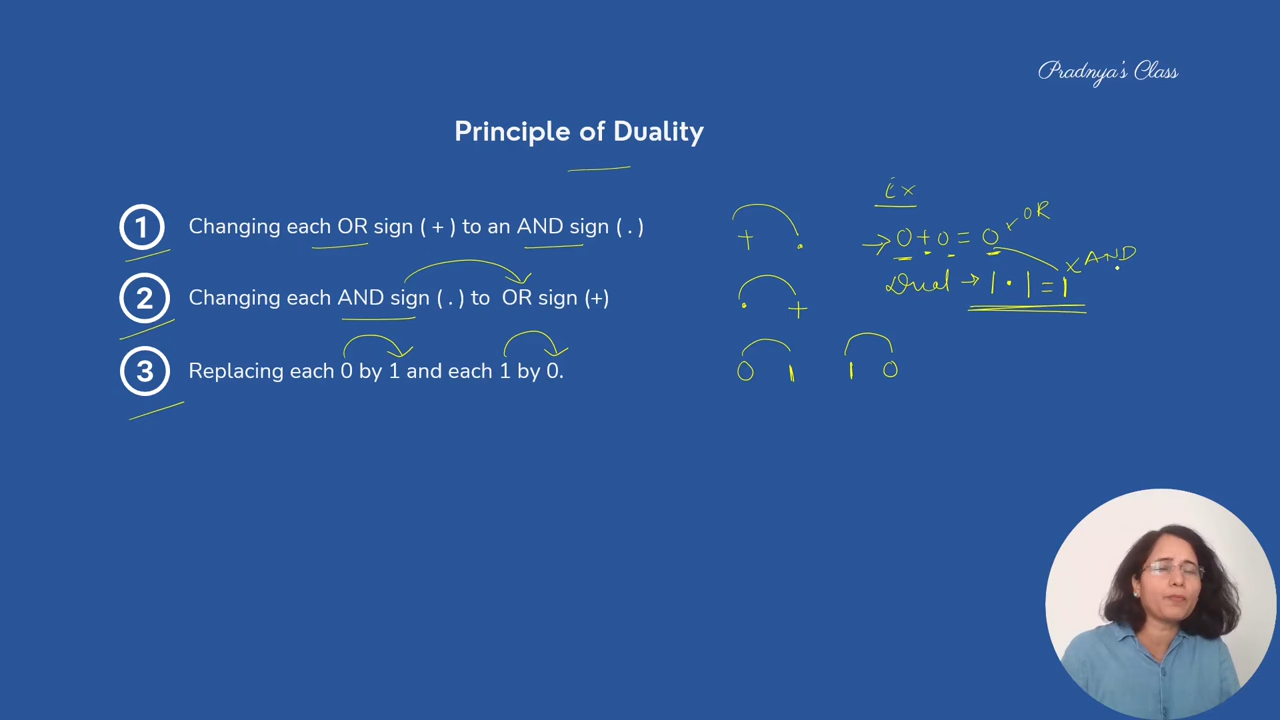 Pradnya's Class
Principle of Duality
ex
1 Changing each OR sign ( + ) to an AND sign ( . )
+ .
→ 0 + 0 = 0 OR
Dual → 1 . 1 = 1 AND
2 Changing each AND sign ( . ) to OR sign (+)
. +
3 Replacing each 0 by 1 and each 1 by 0.
0 1 1 0